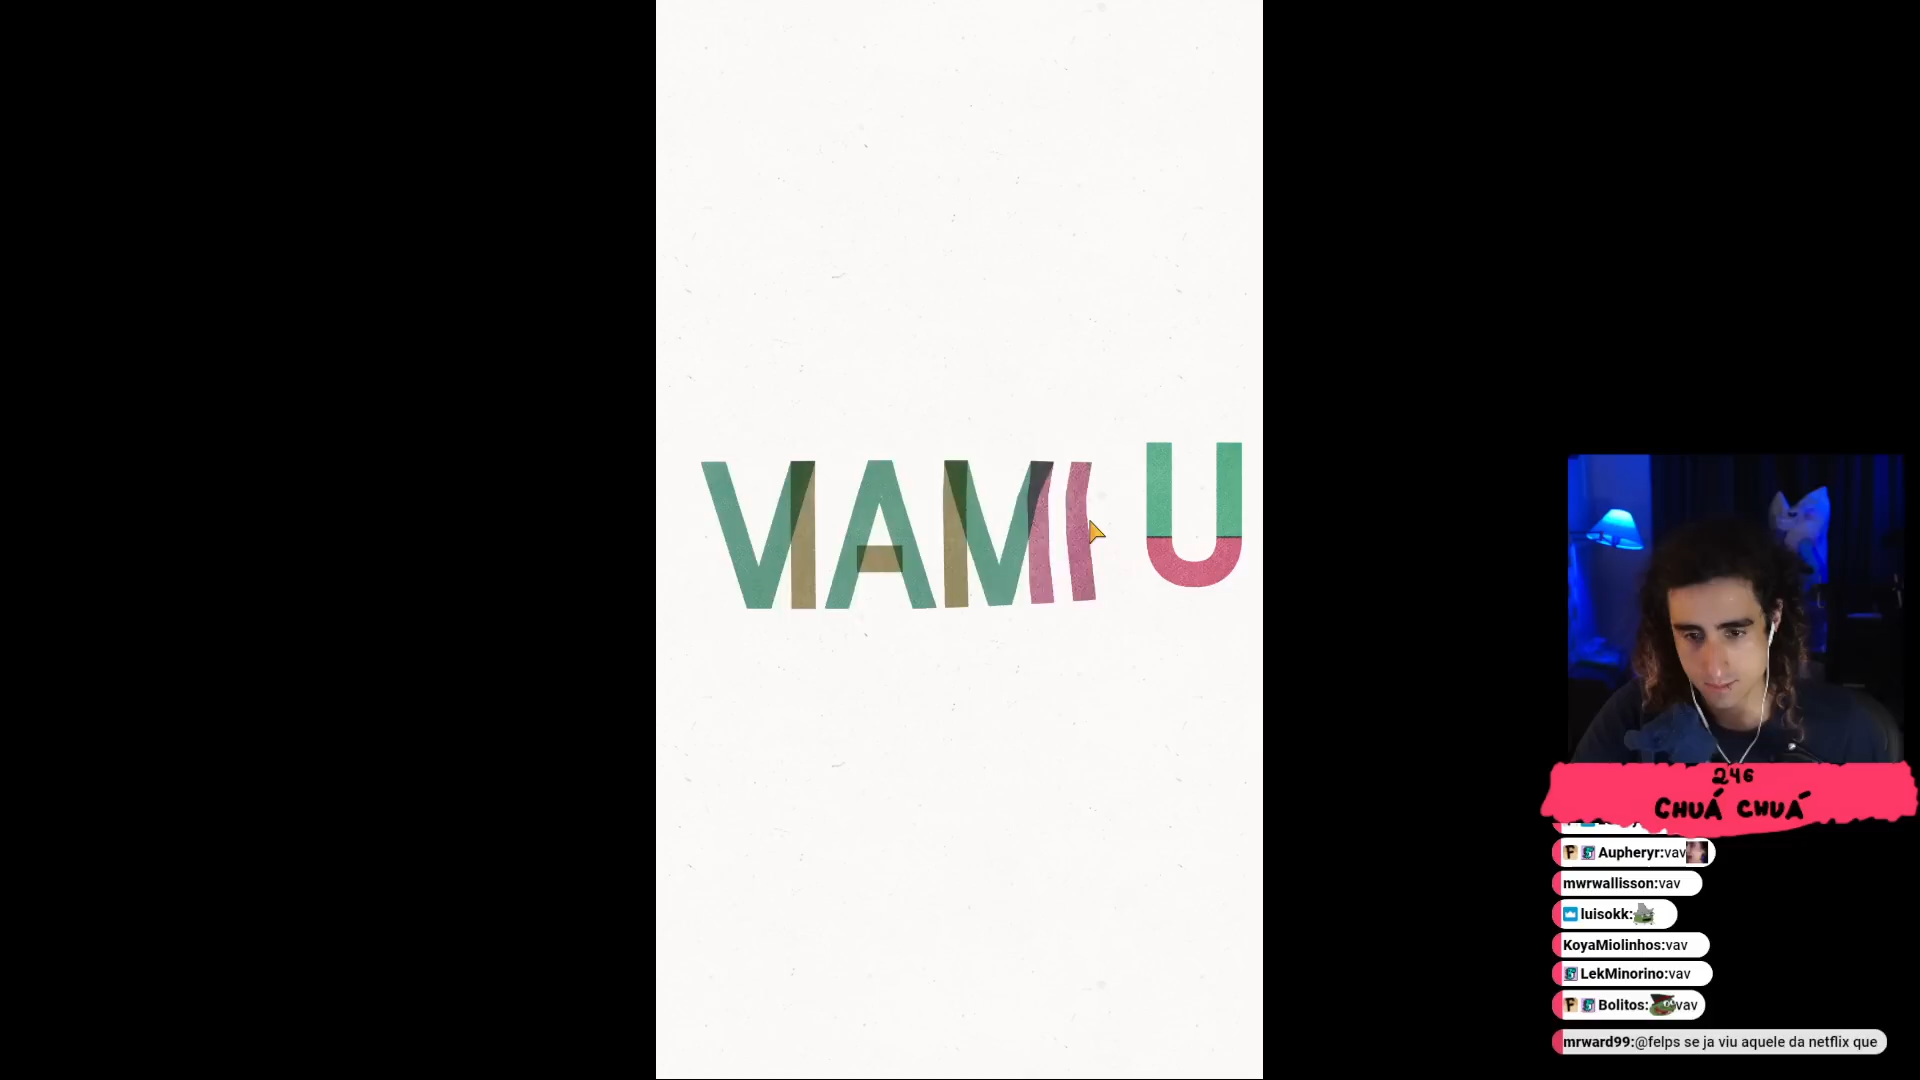 VIAMII U
246
CHUÁ CHUÁ
Aupheryr:vav
mwrwallisson:vav
luisokk:
KoyaMiolinhos:vav
LekMinorino:vav
Bolitos:vav
mrward99:@felps se ja viu aquele da netflix que